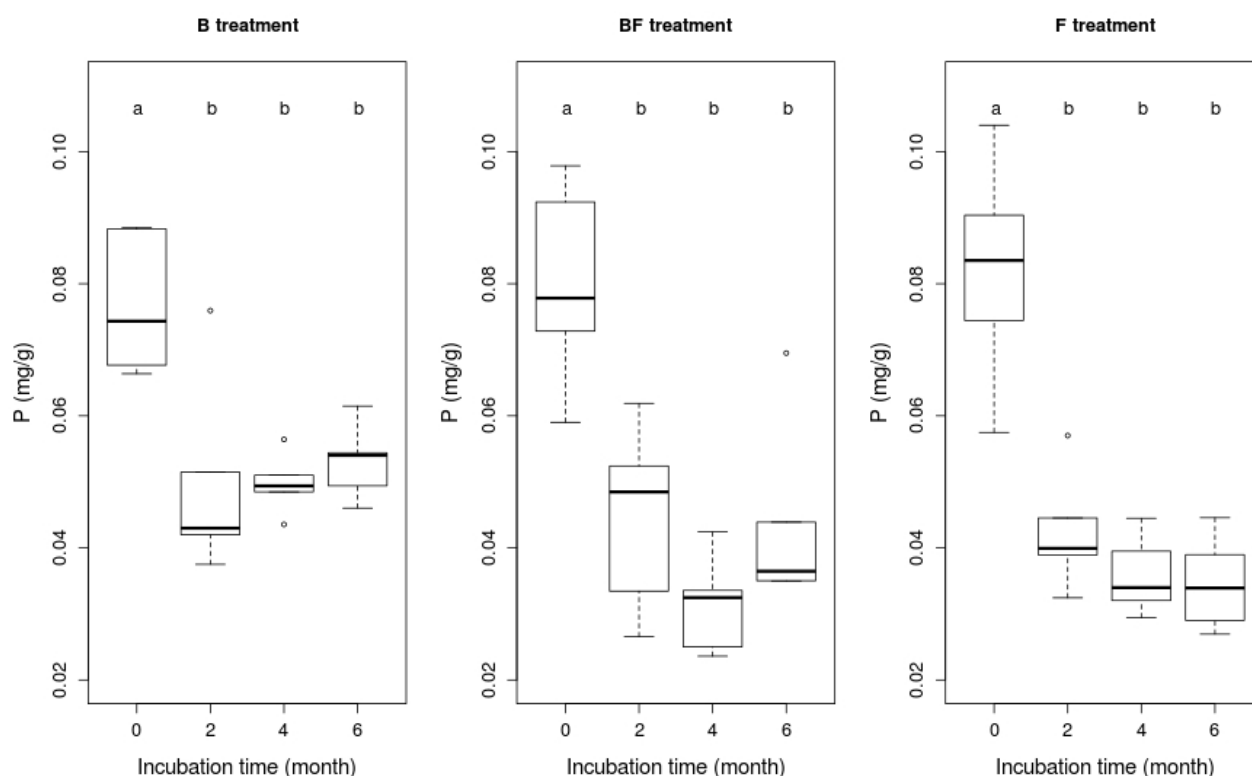 B treatment
a b b b
0.10
0.08
0.06
0.04
0.02
P (mg/g)
0 2 4 6
Incubation time (month)
BF treatment
a b b b
0.10
0.08
0.06
0.04
0.02
P (mg/g)
0 2 4 6
Incubation time (month)
F treatment
a b b b
0.10
0.08
0.06
0.04
0.02
P (mg/g)
0 2 4 6
Incubation time (month)